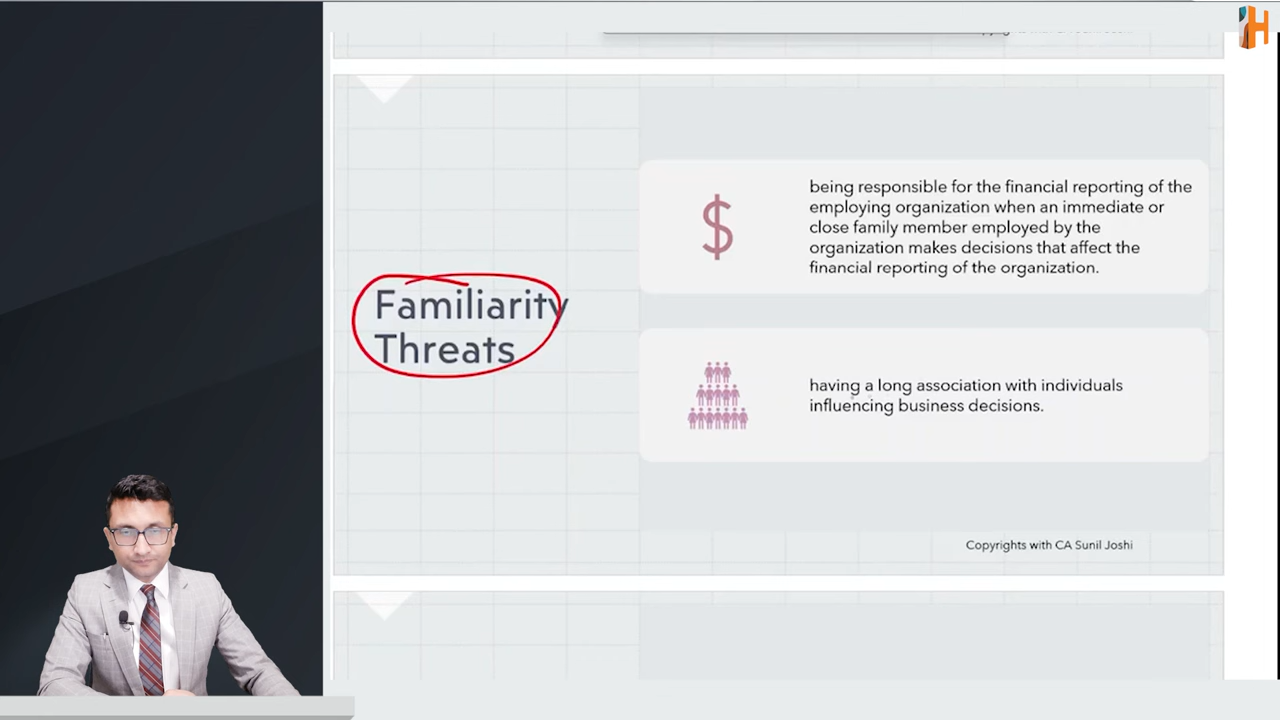 H
being responsible for the financial reporting of the
employing organization when an immediate or
close family member employed by the
organization makes decisions that affect the
financial reporting of the organization.
Familiarity
Threats
having a long association with individuals
influencing business decisions.
Copyrights with CA Sunil Joshi